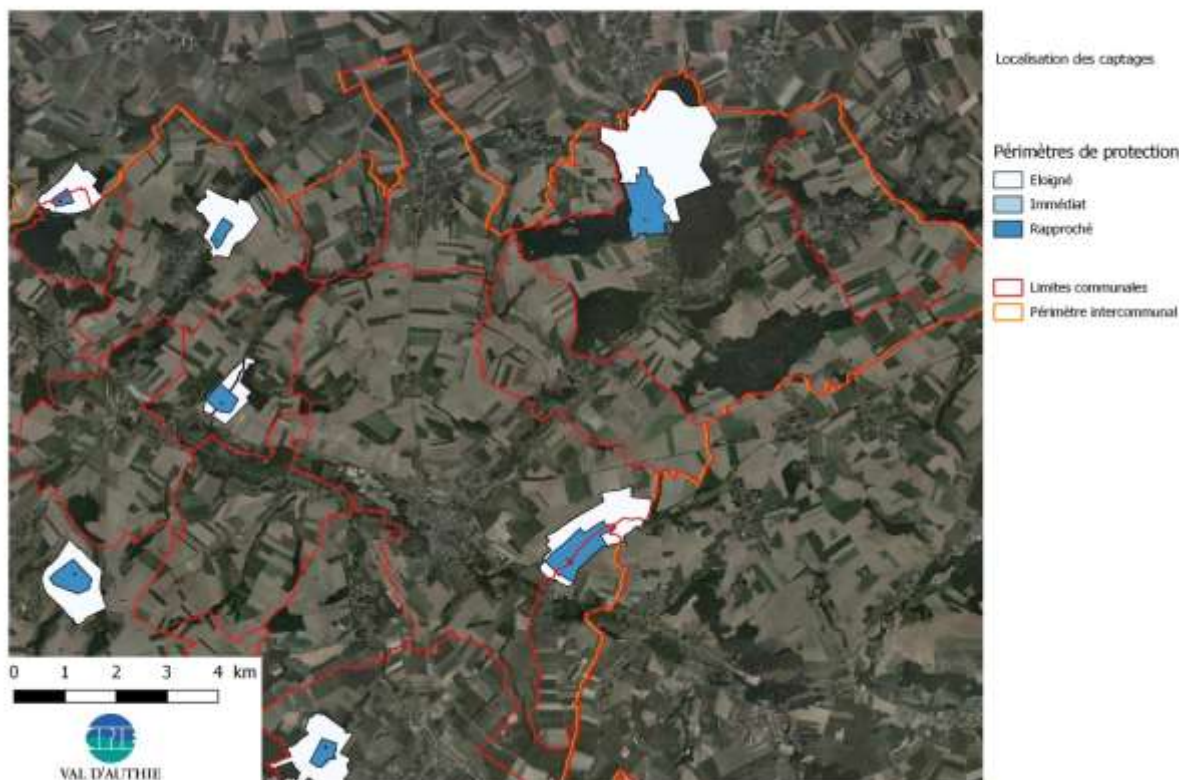 Localisation des captages
Périmètres de protection
Eloigné
Immédiat
Rapproché
Limites communales
Périmètre intercommunal
0 1 2 3 4 km
CPIE
VAL D'AUTHIE